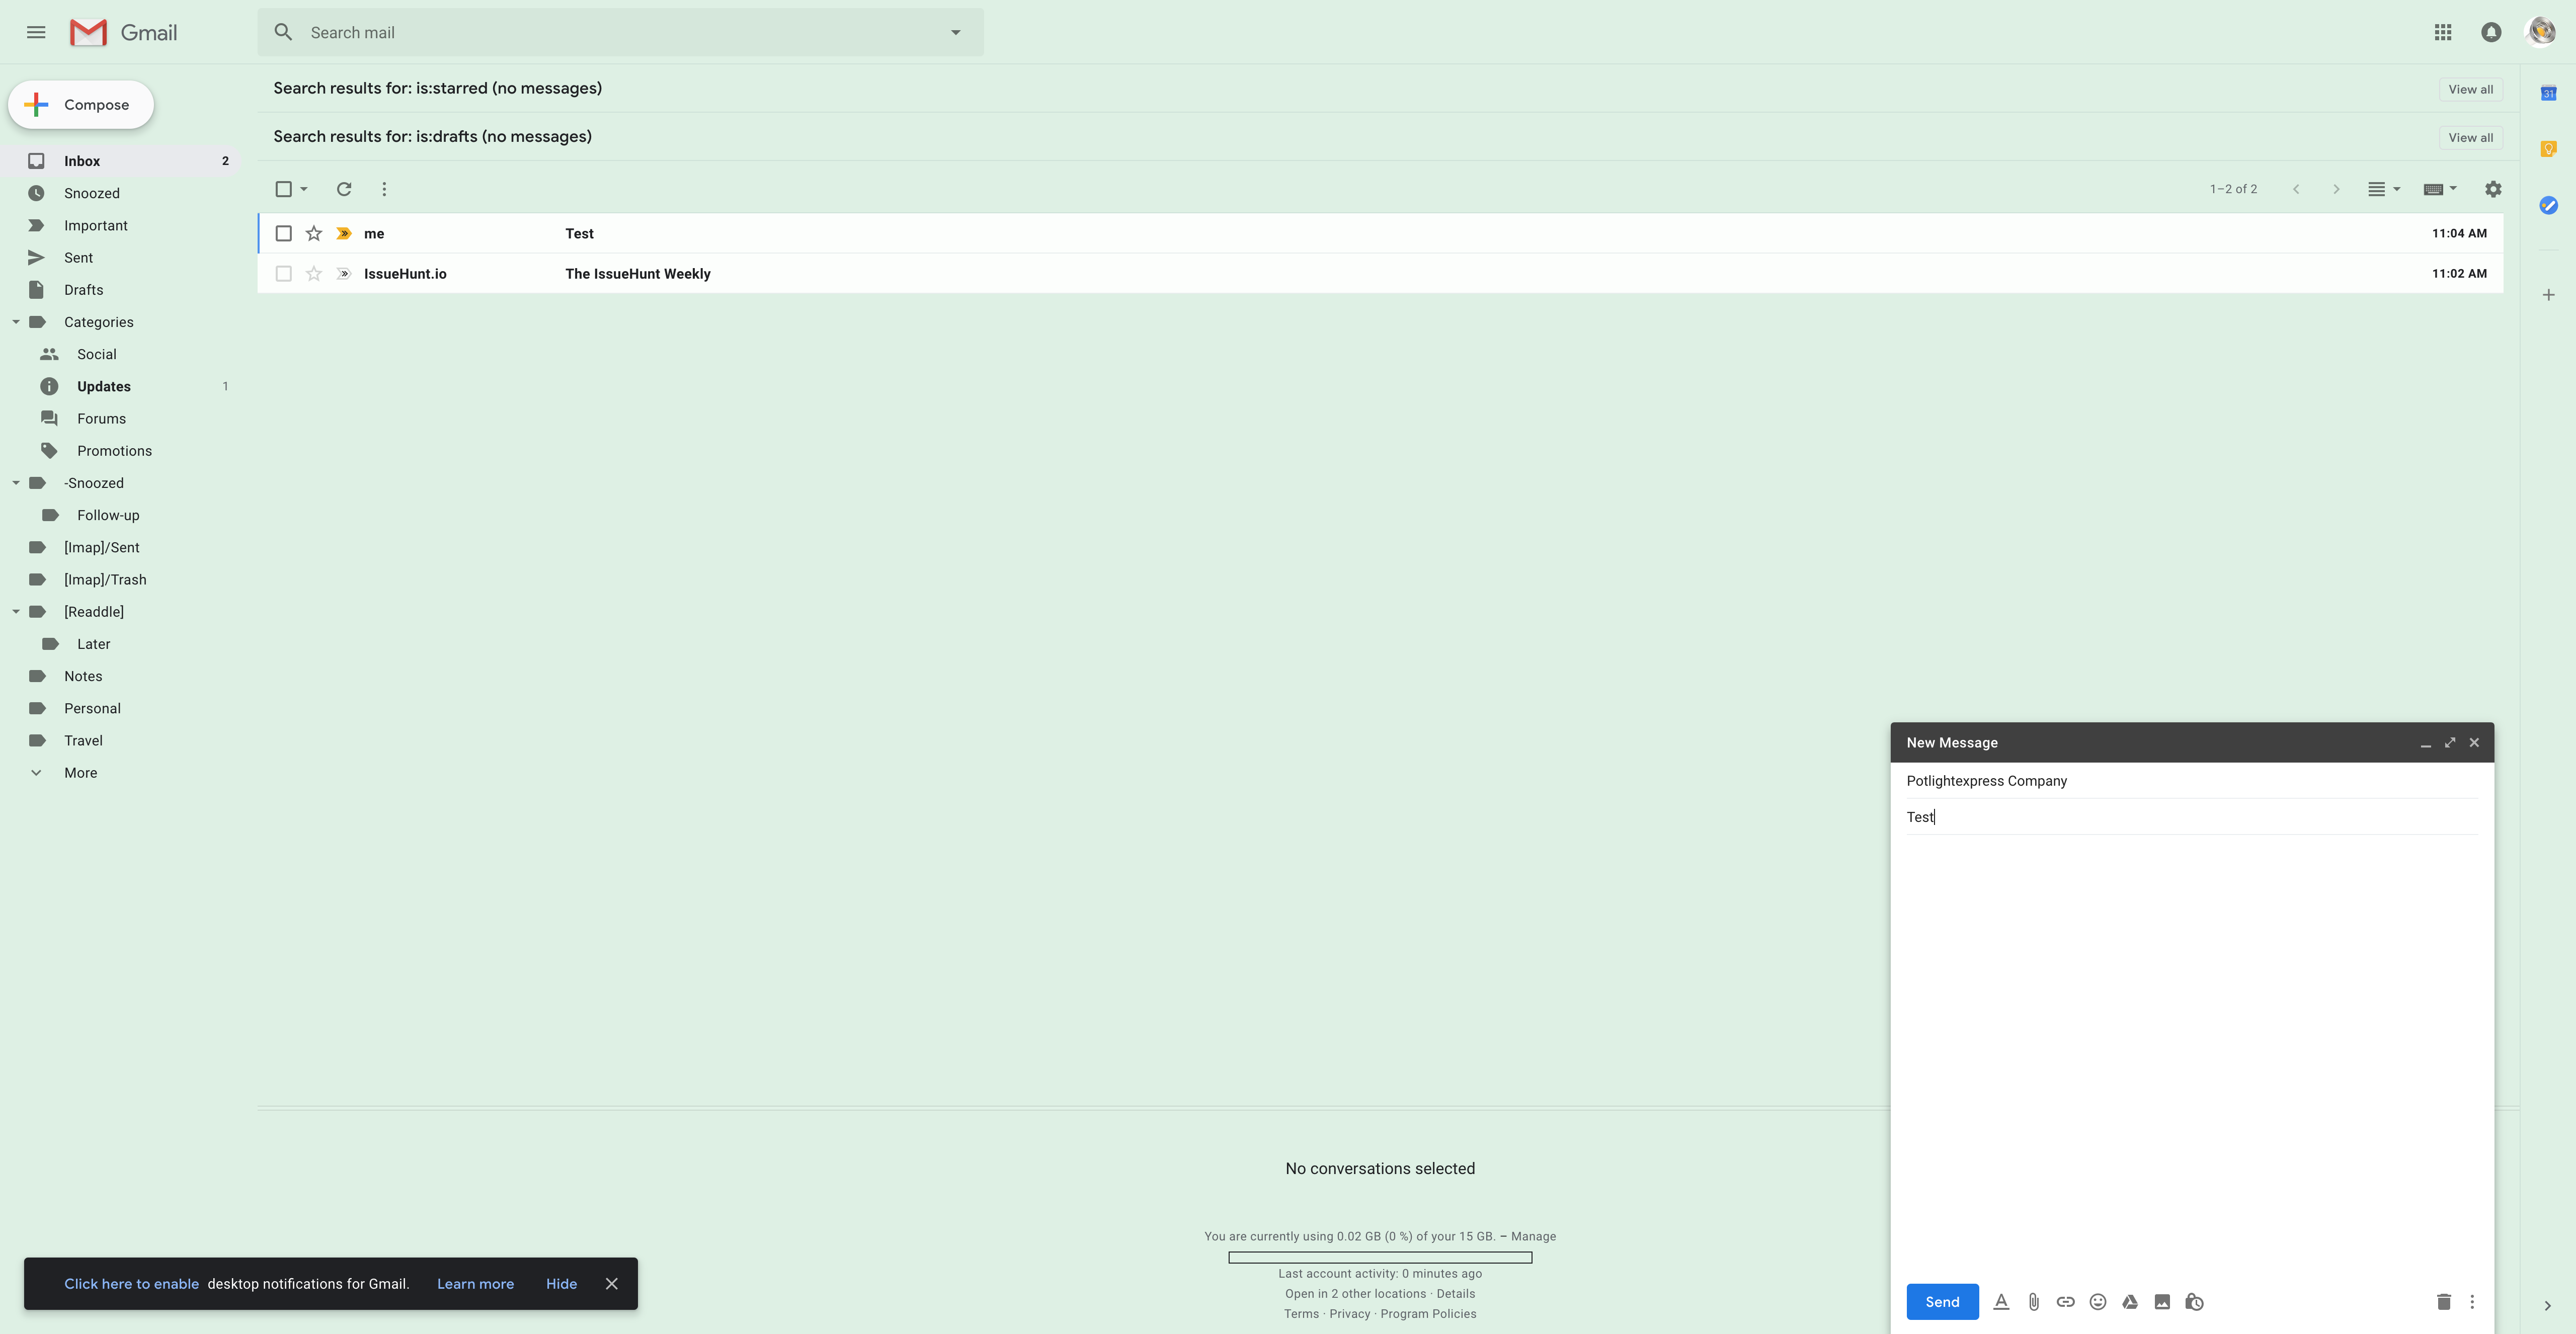 Gmail
Search mail
Compose
Inbox 2
Snoozed
Important
Sent
Drafts
Categories
Social
Updates 1
Forums
Promotions
-Snoozed
Follow-up
[Imap]/Sent
[Imap]/Trash
[Readdle]
Later
Notes
Personal
Travel
More
Search results for: is:starred (no messages) View all
Search results for: is:drafts (no messages) View all
1–2 of 2
me Test 11:04 AM
IssueHunt.io The IssueHunt Weekly 11:02 AM
31
New Message
Potlightexpress Company
Test
Send
No conversations selected
You are currently using 0.02 GB (0 %) of your 15 GB. – Manage
Last account activity: 0 minutes ago
Open in 2 other locations · Details
Terms · Privacy · Program Policies
Click here to enable desktop notifications for Gmail. Learn more Hide